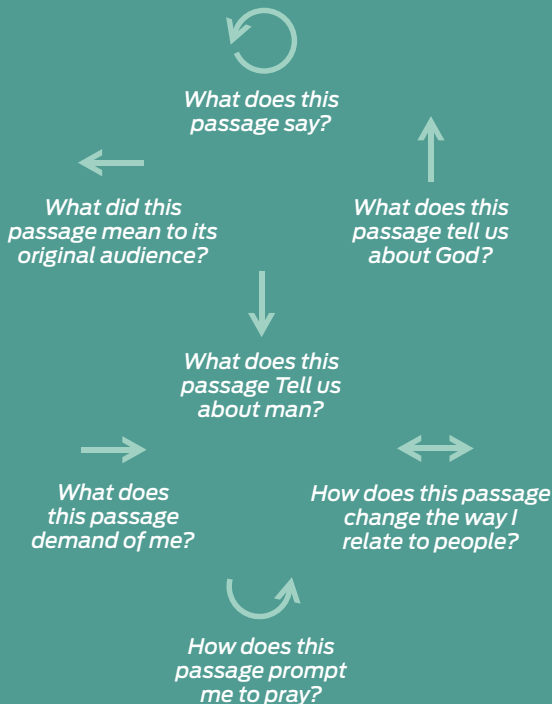 What does this
passage say?
What did this
passage mean to its
original audience?
What does this
passage tell us
about God?
What does this
passage Tell us
about man?
What does
this passage
demand of me?
How does this passage
change the way I
relate to people?
How does this
passage prompt
me to pray?